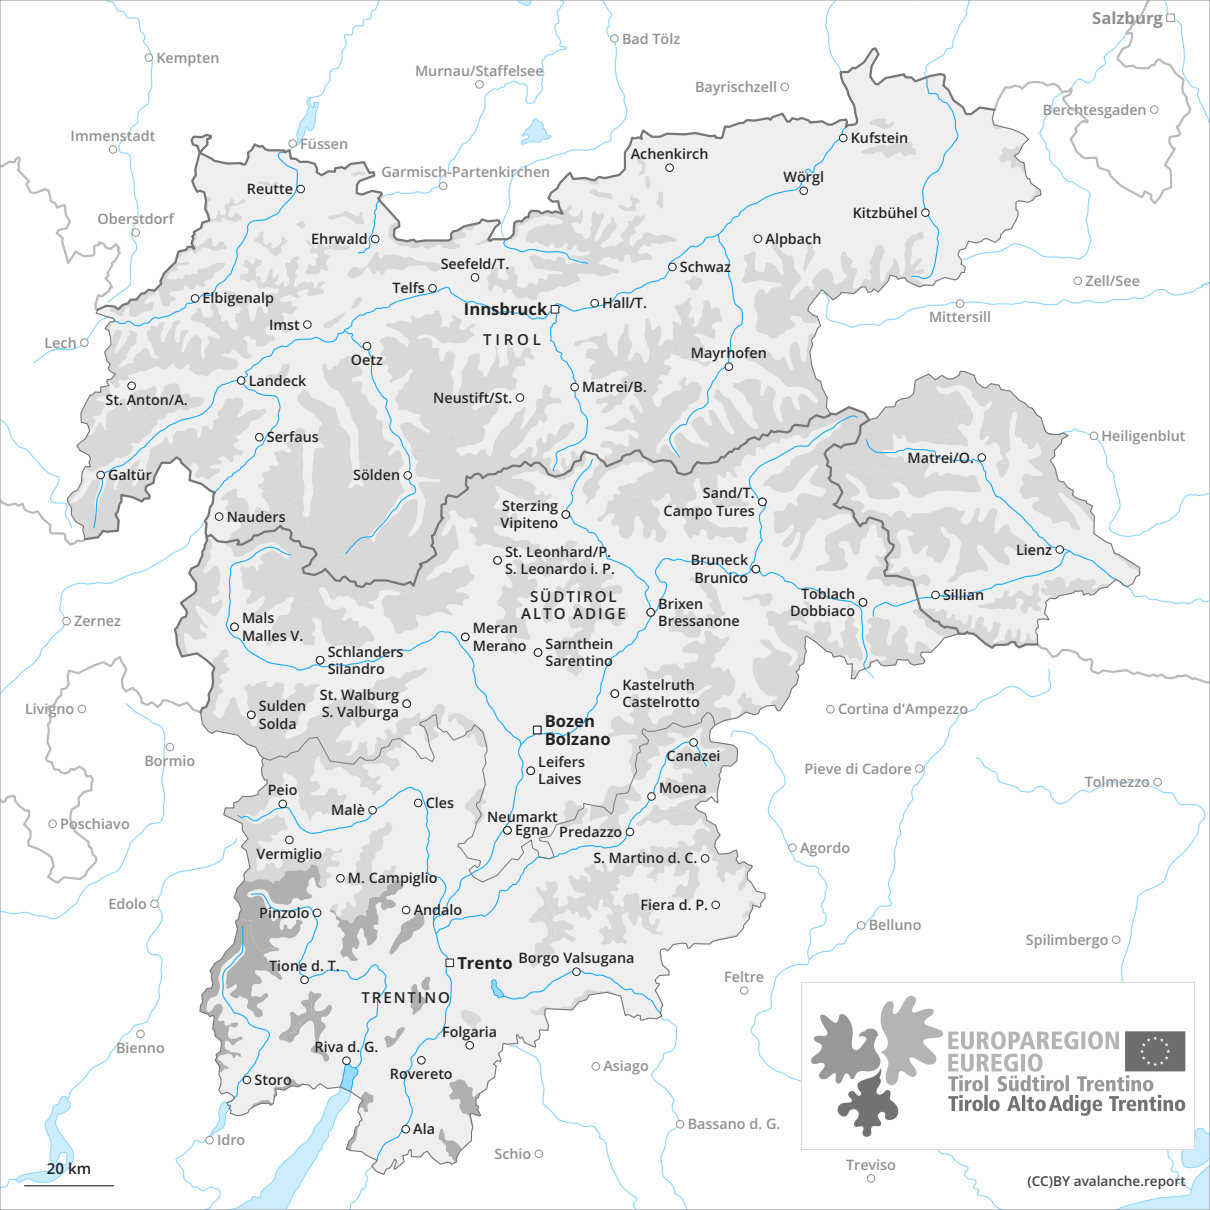 Salzburg
Bad Tölz
Kempten
Murnau/Staffelsee
Bayrischzell
Berchtesgaden
Immenstadt
Füssen
Kufstein
Achenkirch
Garmisch-Partenkirchen
Wörgl
Reutte
Oberstdorf
Kitzbühel
Ehrwald
Alpbach
Seefeld/T.
Schwaz
Zell/See
Telfs
Elbigenalp
Hall/T.
Innsbruck
Mittersill
Imst
TIROL
Lech
Oetz
Mayrhofen
Landeck
Matrei/B.
St. Anton/A.
Neustift/St.
Serfaus
Heiligenblut
Matrei/O.
Galtür
Sölden
Sand/T.
Campo Tures
Sterzing
Vipiteno
Nauders
St. Leonhard/P.
S. Leonardo i. P.
Lienz
Bruneck
Brunico
SÜDTIROL
ALTO ADIGE
Toblach
Dobbiaco
Sillian
Brixen
Bressanone
Zernez
Mals
Malles V.
Meran
Merano
Sarnthein
Sarentino
Schlanders
Silandro
Kastelruth
Castelrotto
St. Walburg
S. Valburga
Sulden
Solda
Livigno
Cortina d'Ampezzo
Bozen
Bolzano
Bormio
Canazei
Leifers
Laives
Pieve di Cadore
Tolmezzo
Peio
Moena
Malè
Cles
Neumarkt
Egna
Predazzo
Poschiavo
Vermiglio
Agordo
S. Martino d. C.
M. Campiglio
Edolo
Pinzolo
Andalo
Fiera d. P.
Belluno
Spilimbergo
Borgo Valsugana
Trento
Tione d. T.
Feltre
TRENTINO
Folgaria
Bienno
Riva d. G.
Rovereto
Asiago
Storo
EUROPAREGION
EUREGIO
Tirol Südtirol Trentino
Tirolo Alto Adige Trentino
Ala
Bassano d. G.
Idro
Schio
Treviso
20 km
(CC)BY avalanche.report